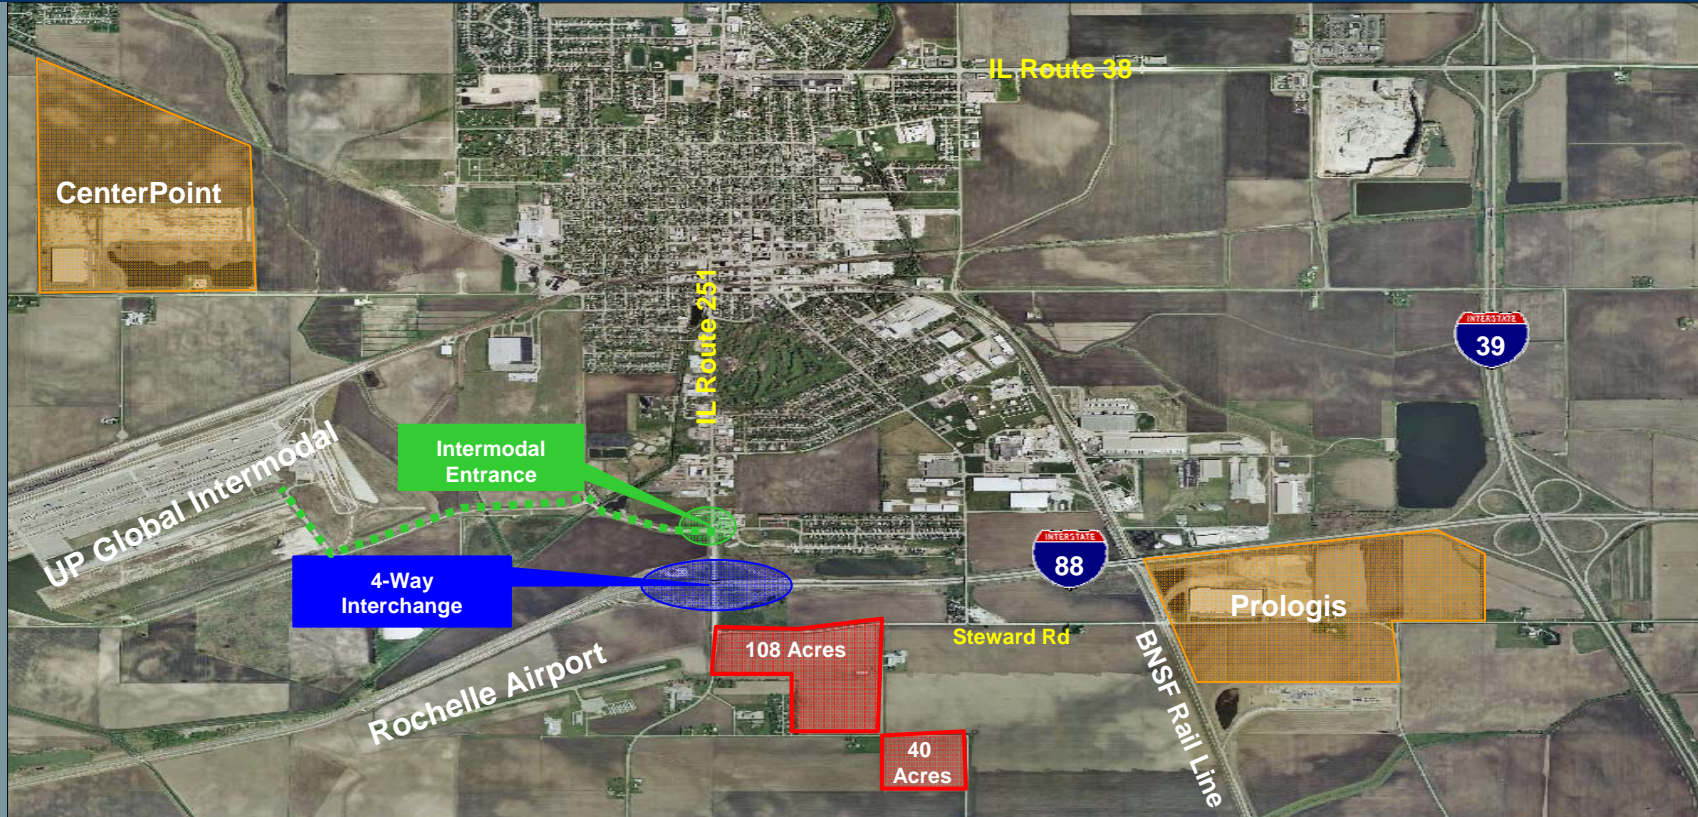 IL Route 38
CenterPoint
IL Route 251
INTERSTATE
39
UP Global Intermodal
Intermodal
Entrance
INTERSTATE
88
4-Way
Interchange
Prologis
Steward Rd
108 Acres
Rochelle Airport
BNSF Rail Line
40
Acres